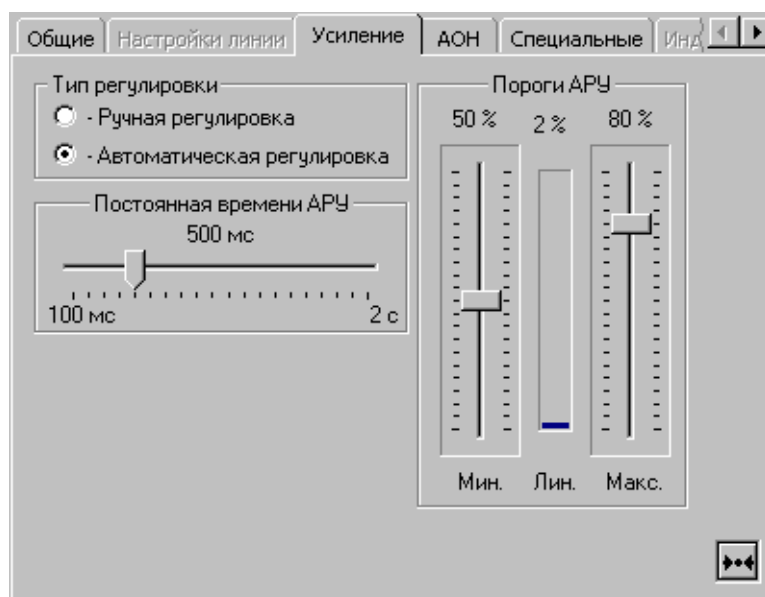 Общие Настройки линии Усиление АОН Специальные Инд
Тип регулировки
- Ручная регулировка
- Автоматическая регулировка
Постоянная времени АРУ
500 мс
100 мс 2 с
Пороги АРУ
50 % 2 % 80 %
Мин. Лин. Макс.